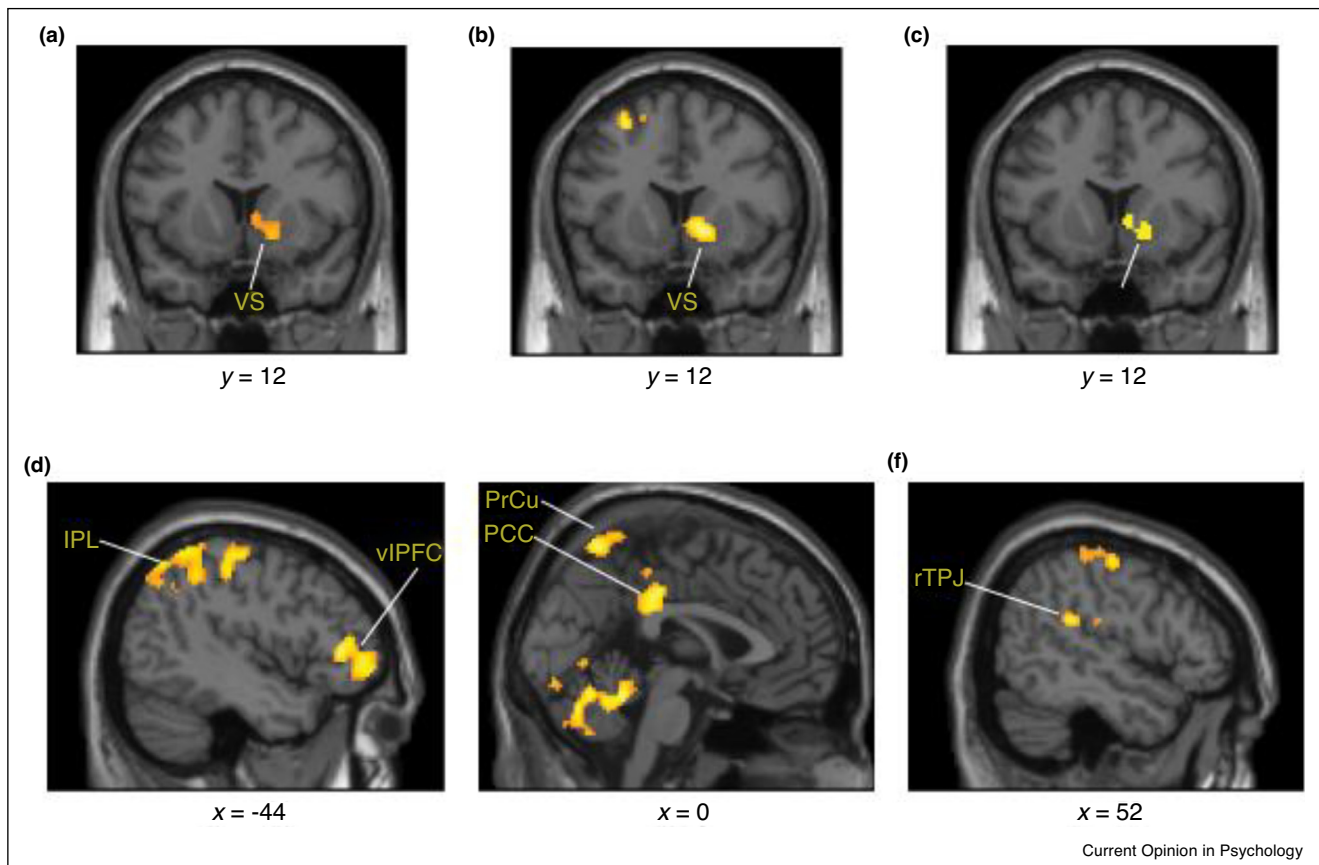 (a)
(b)
(c)
VS
VS
y = 12
y = 12
y = 12
(d)
(f)
IPL
vlPFC
PrCu
PCC
rTPJ
x = -44
x = 0
x = 52
Current Opinion in Psychology